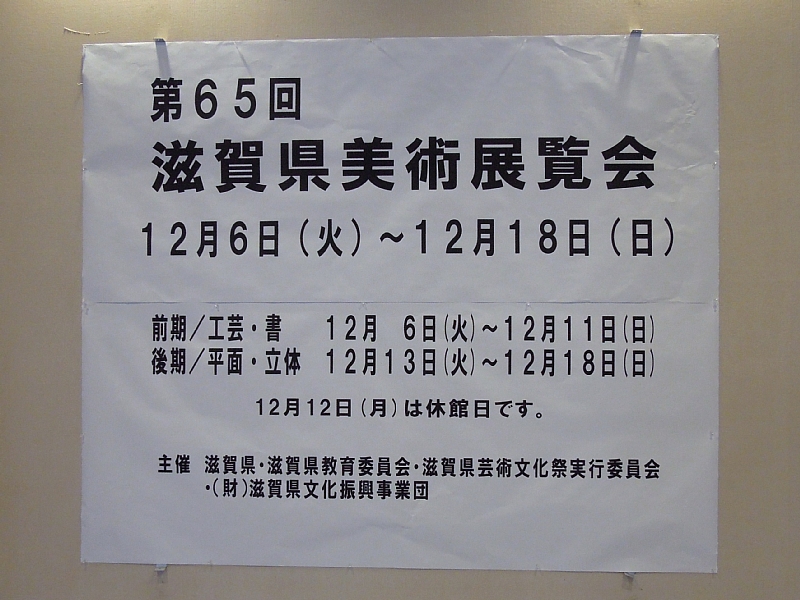 第６５回
滋賀県美術展覧会
１２月６日（火）～１２月１８日（日）
前期／工芸・書　１２月　６日(火)～１２月１１日(日)
後期／平面・立体　１２月１３日(火)～１２月１８日(日)
１２月１２日(月)は休館日です。
主催　滋賀県・滋賀県教育委員会・滋賀県芸術文化祭実行委員会
・(財)滋賀県文化振興事業団